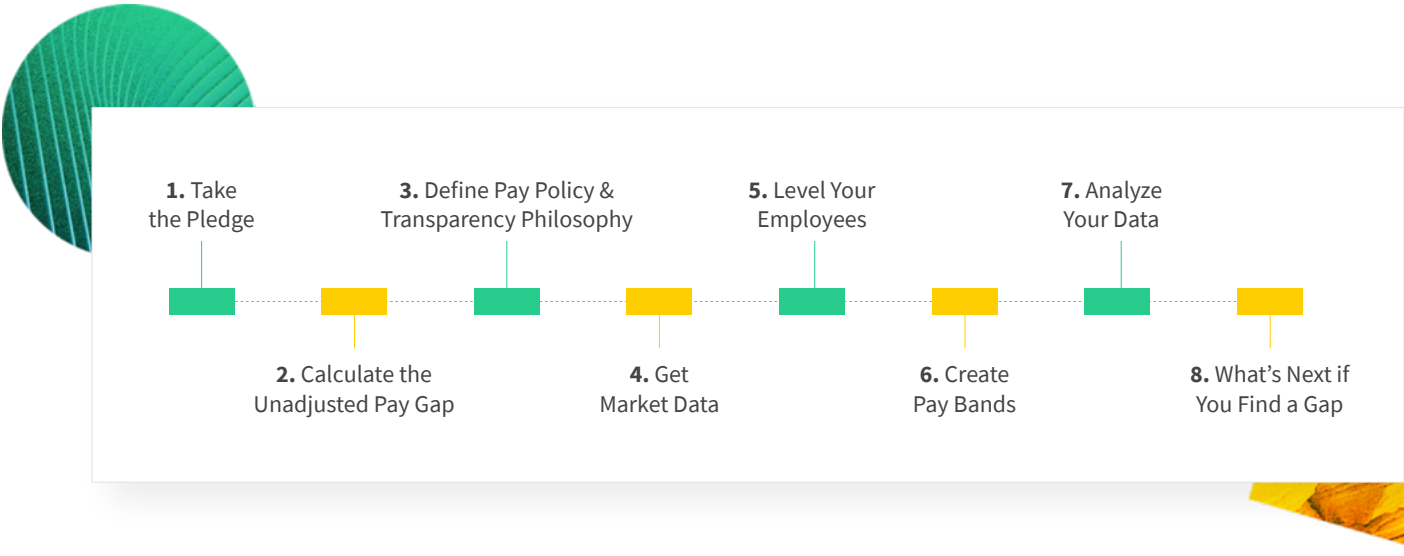 1. Take
the Pledge
2. Calculate the
Unadjusted Pay Gap
3. Define Pay Policy &
Transparency Philosophy
4. Get
Market Data
5. Level Your
Employees
6. Create
Pay Bands
7. Analyze
Your Data
8. What’s Next if
You Find a Gap